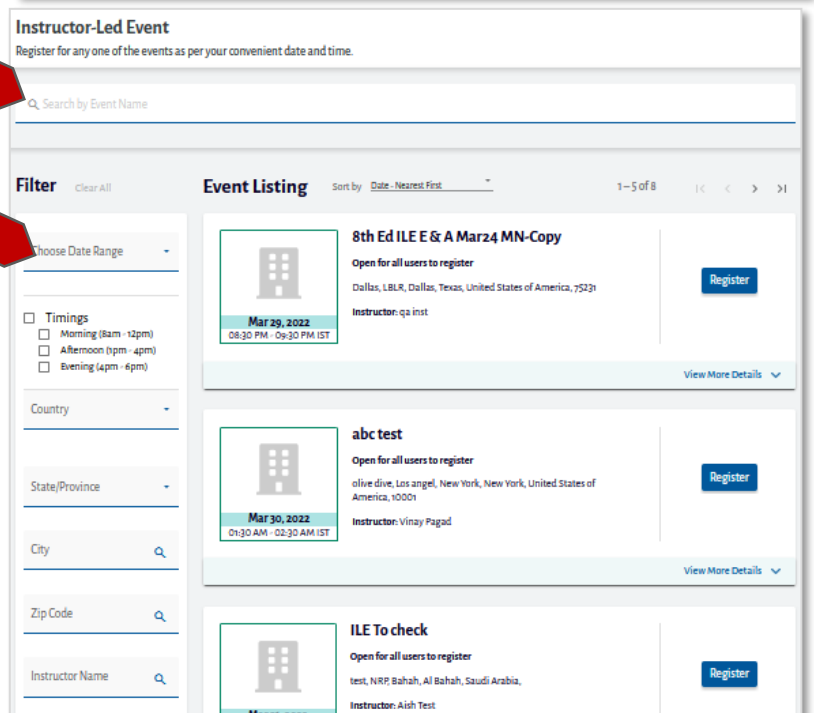 Instructor-Led Event
Register for any one of the events as per your convenient date and time.
Search by Event Name
Filter Clear All
Choose Date Range
Timings
Morning (8am - 12pm)
Afternoon (1pm - 4pm)
Evening (4pm - 6pm)
Country
State/Province
City
Zip Code
Instructor Name
Event Listing Sort by Date - Nearest First 1 – 5 of 8
8th Ed ILE E & A Mar24 MN-Copy
Open for all users to register
Dallas, LBLR, Dallas, Texas, United States of America, 75231
Instructor: qa inst
Mar 29, 2022
08:30 PM - 09:30 PM IST
Register
View More Details
abc test
Open for all users to register
olive dive, Los angel, New York, New York, United States of
America, 10001
Instructor: Vinay Pagad
Mar 30, 2022
01:30 AM - 02:30 AM IST
Register
View More Details
ILE To check
Open for all users to register
test, NRP, Bahah, Al Bahah, Saudi Arabia,
Instructor: Aish Test
Register